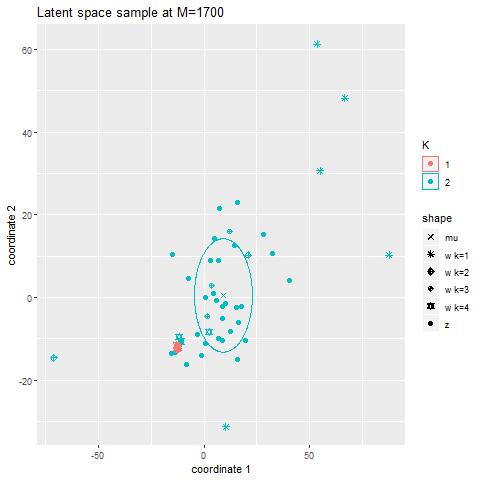 Latent space sample at M=1700
60
40
20
0
-20
coordinate 2
-50
0
50
coordinate 1
K
1
2
shape
mu
w k=1
w k=2
w k=3
w k=4
z